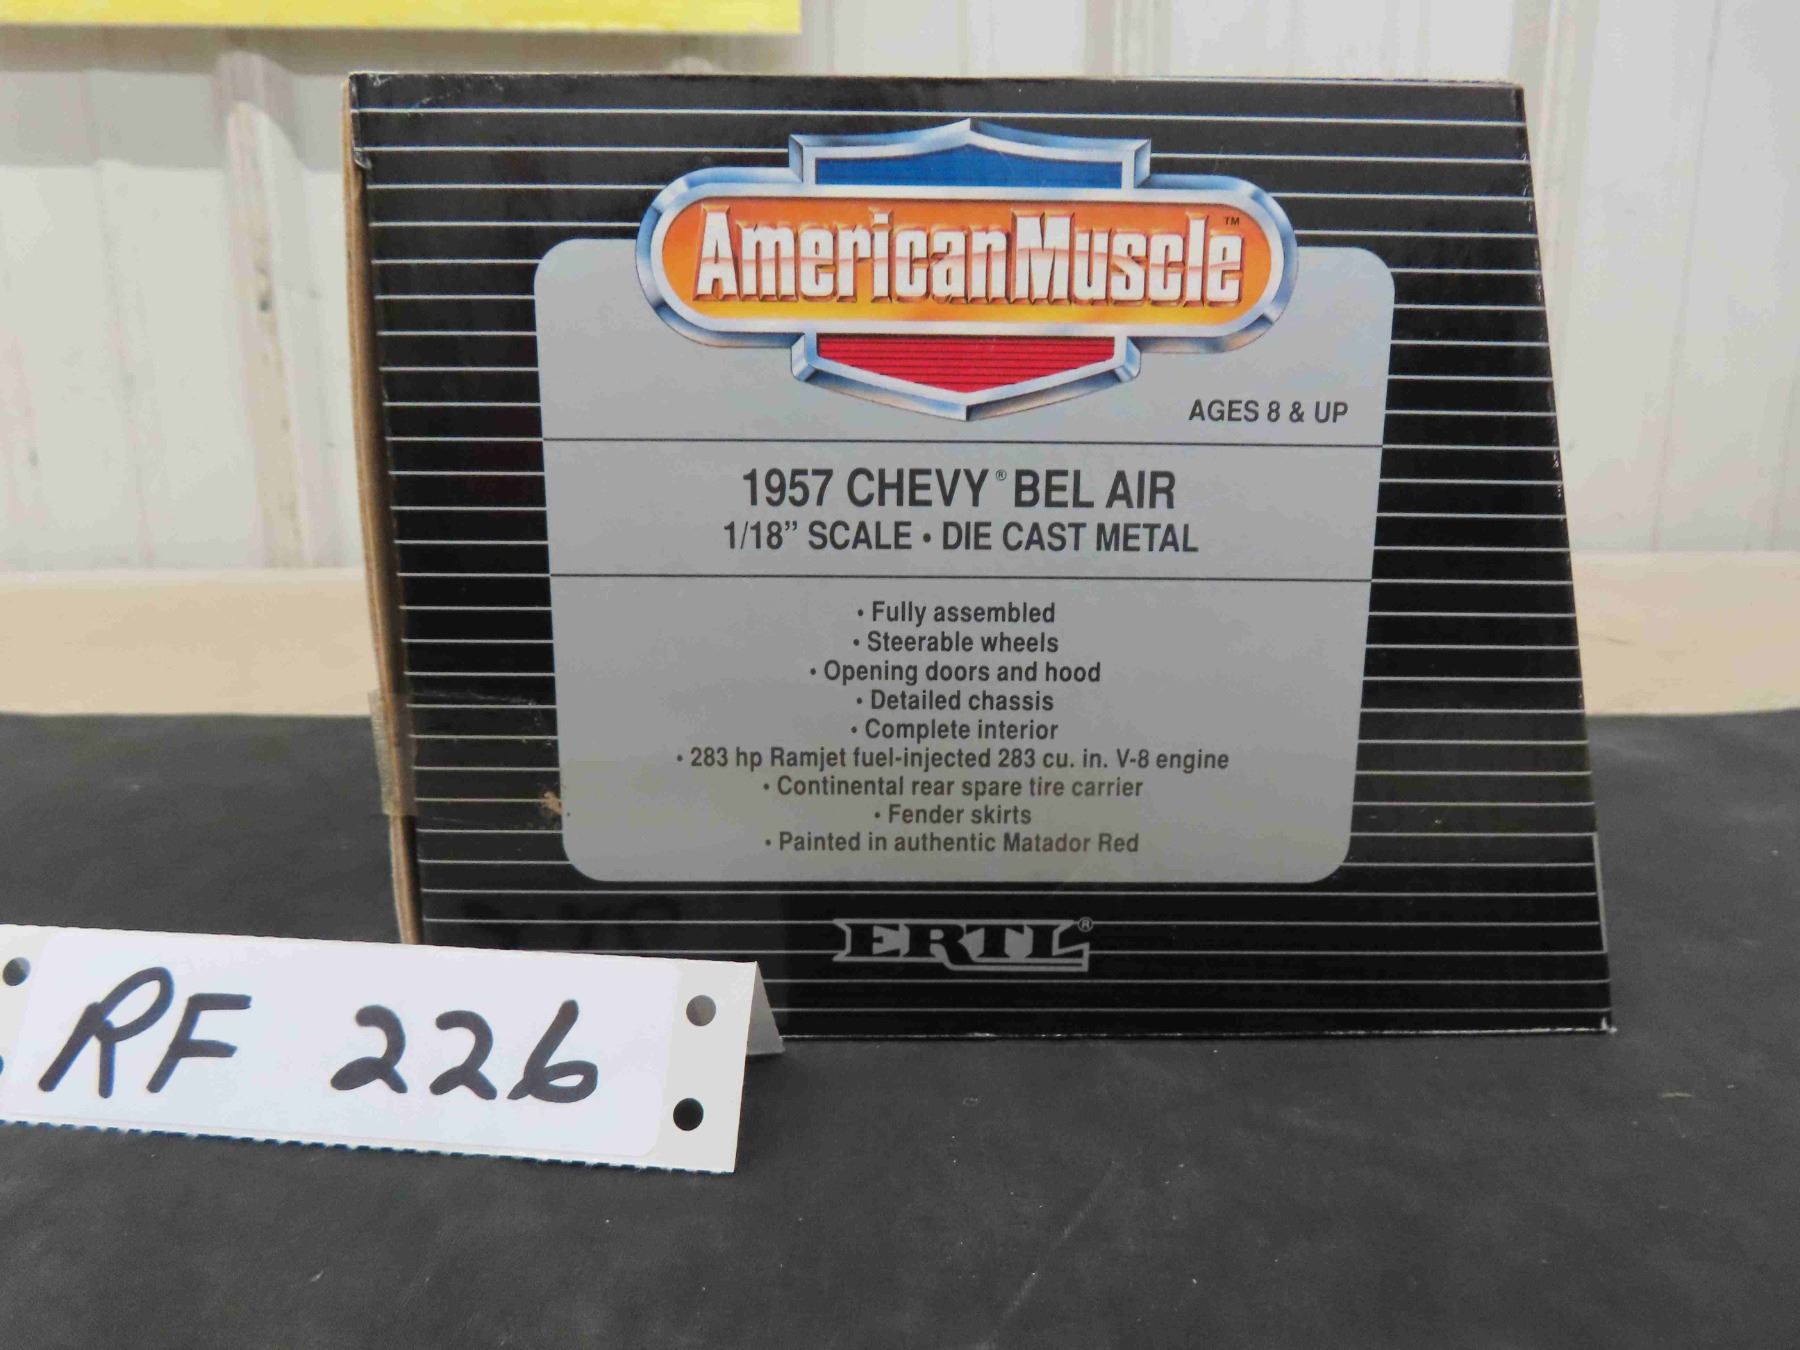 AmericanMuscle™
AGES 8 & UP
1957 CHEVY® BEL AIR
1/18” SCALE • DIE CAST METAL
• Fully assembled
• Steerable wheels
• Opening doors and hood
• Detailed chassis
• Complete interior
• 283 hp Ramjet fuel-injected 283 cu. in. V-8 engine
• Continental rear spare tire carrier
• Fender skirts
• Painted in authentic Matador Red
ERTL®
RF 226